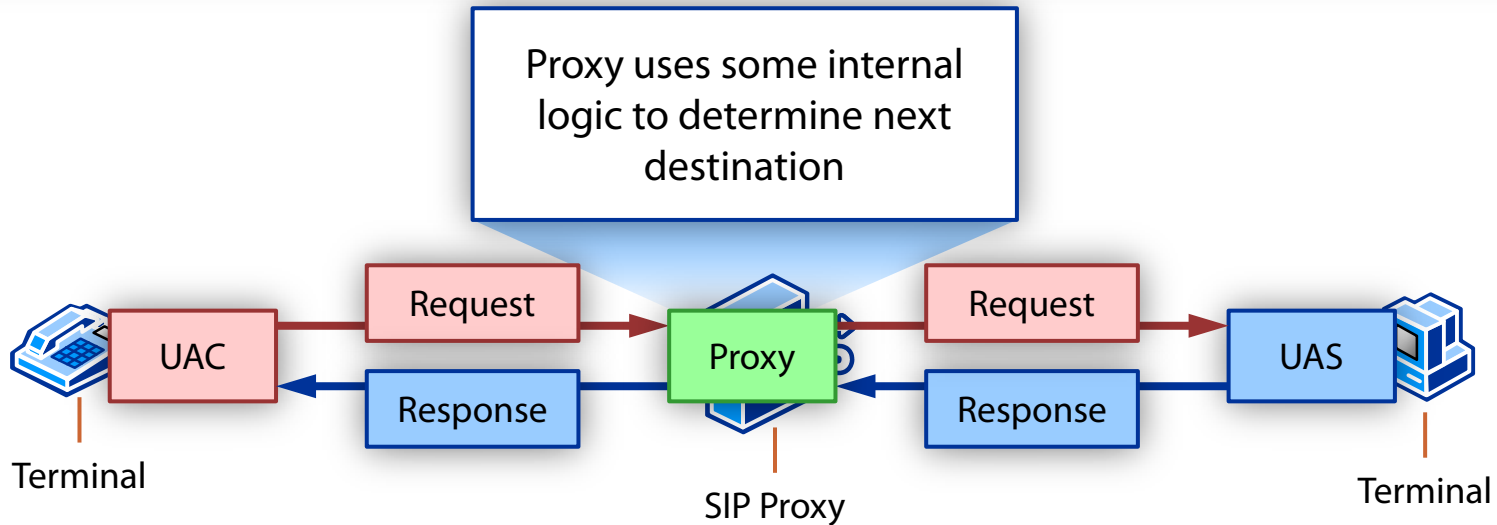 Proxy uses some internal
logic to determine next
destination
Request
Request
UAC
Proxy
UAS
Response
Response
Terminal
SIP Proxy
Terminal